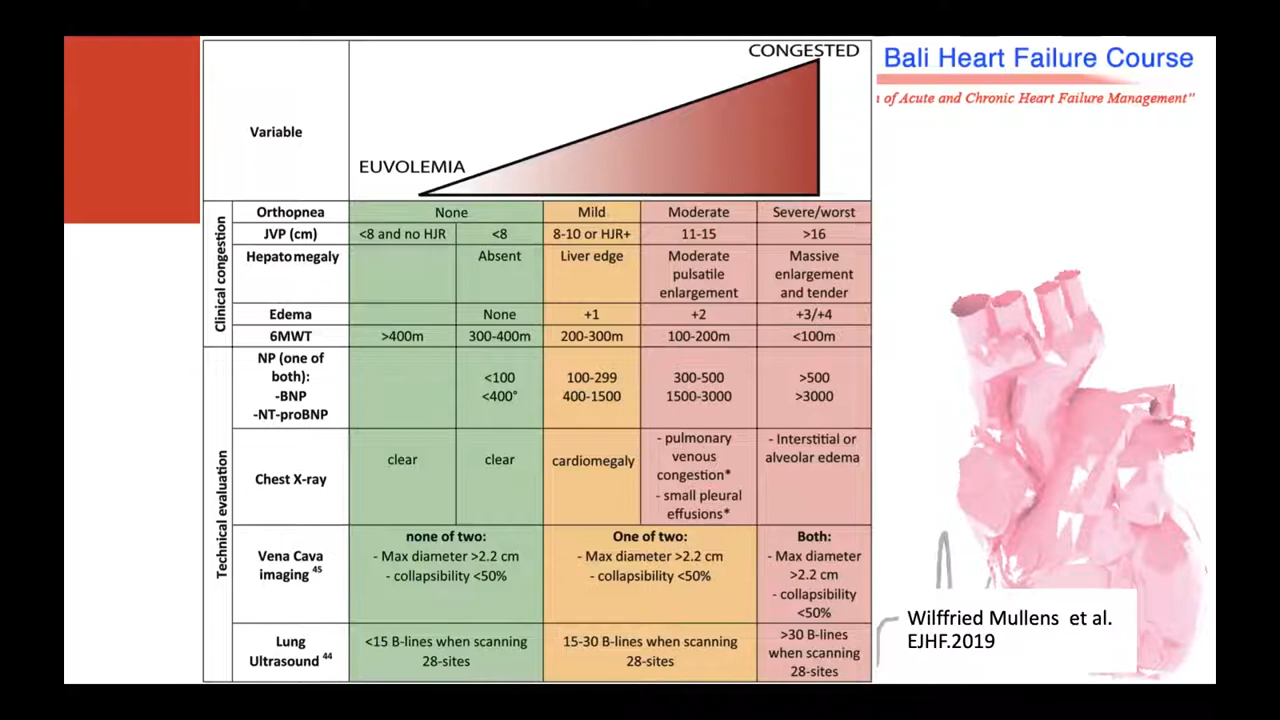 Bali Heart Failure Course
of Acute and Chronic Heart Failure Management”
Variable
CONGESTED
EUVOLEMIA
Clinical congestion
Orthopnea None Mild Moderate Severe/worst
JVP (cm) <8 and no HJR <8 8-10 or HJR+ 11-15 >16
Hepatomegaly Absent Liver edge Moderate Massive
pulsatile enlargement
enlargement and tender
Edema None +1 +2 +3/+4
6MWT >400m 300-400m 200-300m 100-200m <100m
Technical evaluation
NP (one of
both): <100 100-299 300-500 >500
-BNP <400° 400-1500 1500-3000 >3000
-NT-proBNP
Chest X-ray
clear clear cardiomegaly
- pulmonary
venous
congestion*
- small pleural
effusions*
- Interstitial or
alveolar edema
Vena Cava
imaging 45
none of two:
- Max diameter >2.2 cm
- collapsibility <50%
One of two:
- Max diameter >2.2 cm
- collapsibility <50%
Both:
- Max diameter
>2.2 cm
- collapsibility
<50%
Lung
Ultrasound 44
<15 B-lines when scanning
28-sites
15-30 B-lines when scanning
28-sites
>30 B-lines
when scanning
28-sites
Wilffried Mullens et al.
EJHF.2019